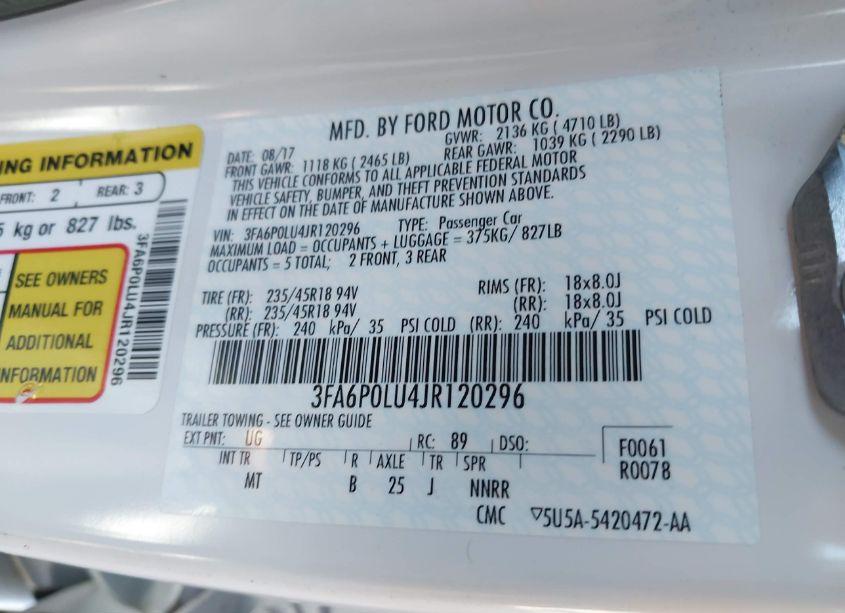 ING INFORMATION
FRONT: 2 REAR: 3
kg or 827 lbs.
SEE OWNERS
MANUAL FOR
ADDITIONAL
INFORMATION
3FA6P0LU4JR120296
MFD. BY FORD MOTOR CO.
DATE: 08/17 GVWR: 2136 KG ( 4710 LB)
FRONT GAWR: 1118 KG ( 2465 LB) REAR GAWR: 1039 KG ( 2290 LB)
THIS VEHICLE CONFORMS TO ALL APPLICABLE FEDERAL MOTOR
VEHICLE SAFETY, BUMPER, AND THEFT PREVENTION STANDARDS
IN EFFECT ON THE DATE OF MANUFACTURE SHOWN ABOVE.
VIN: 3FA6P0LU4JR120296 TYPE: Passenger Car
MAXIMUM LOAD = OCCUPANTS + LUGGAGE = 375KG/ 827LB
OCCUPANTS = 5 TOTAL; 2 FRONT, 3 REAR
TIRE (FR): 235/45R18 94V RIMS (FR): 18x8.0J
(RR): 235/45R18 94V (RR): 18x8.0J
PRESSURE (FR): 240 kPa/ 35 PSI COLD (RR): 240 kPa/ 35 PSI COLD
3FA6P0LU4JR120296
TRAILER TOWING - SEE OWNER GUIDE
EXT PNT: UG RC: 89 DSO: F0061
INT TR TP/PS R AXLE TR SPR R0078
MT B 25 J NNRR
CMC ▽5U5A-5420472-AA